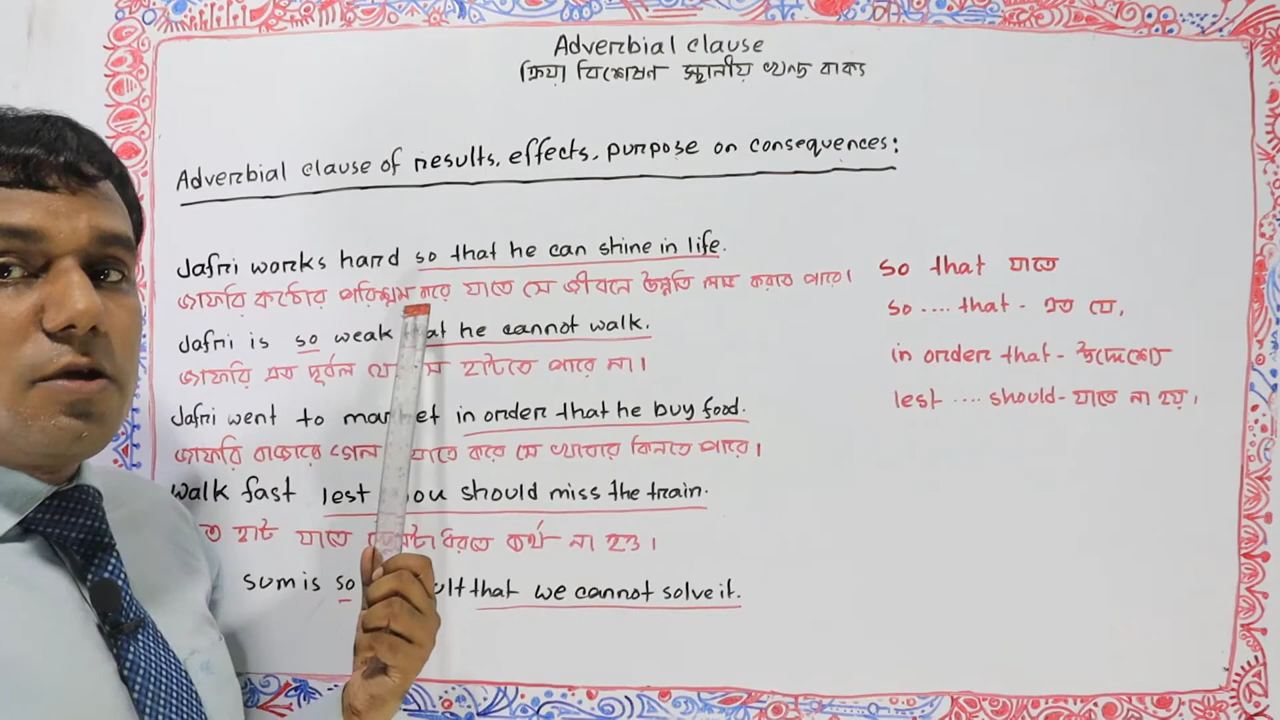 Adverbial clause
ক্রিয়া বিশেষণ স্থানীয় খন্ড বাক্য
Adverbial clause of results, effects, purpose or consequences:
Jafri works hard so that he can shine in life.
জাফরি কঠোর পরিশ্রম করে যাতে সে জীবনে উন্নতি লাভ করতে পারে।
Jafri is so weak that he cannot walk.
জাফরি এত দূর্বল সে হাটতে পারে না।
Jafri went to market in order that he buy food.
জাফরি বাজারে গেল যাতে করে সে খাবার কিনতে পারে।
Walk fast lest you should miss the train.
হাট যাতে ধরতে ব্যর্থ না হও।
sum is so that we cannot solve it.
so that যাতে
so .... that - এত যে,
in order that - উদ্দেশ্যে
lest .... should - যাতে না হয়।